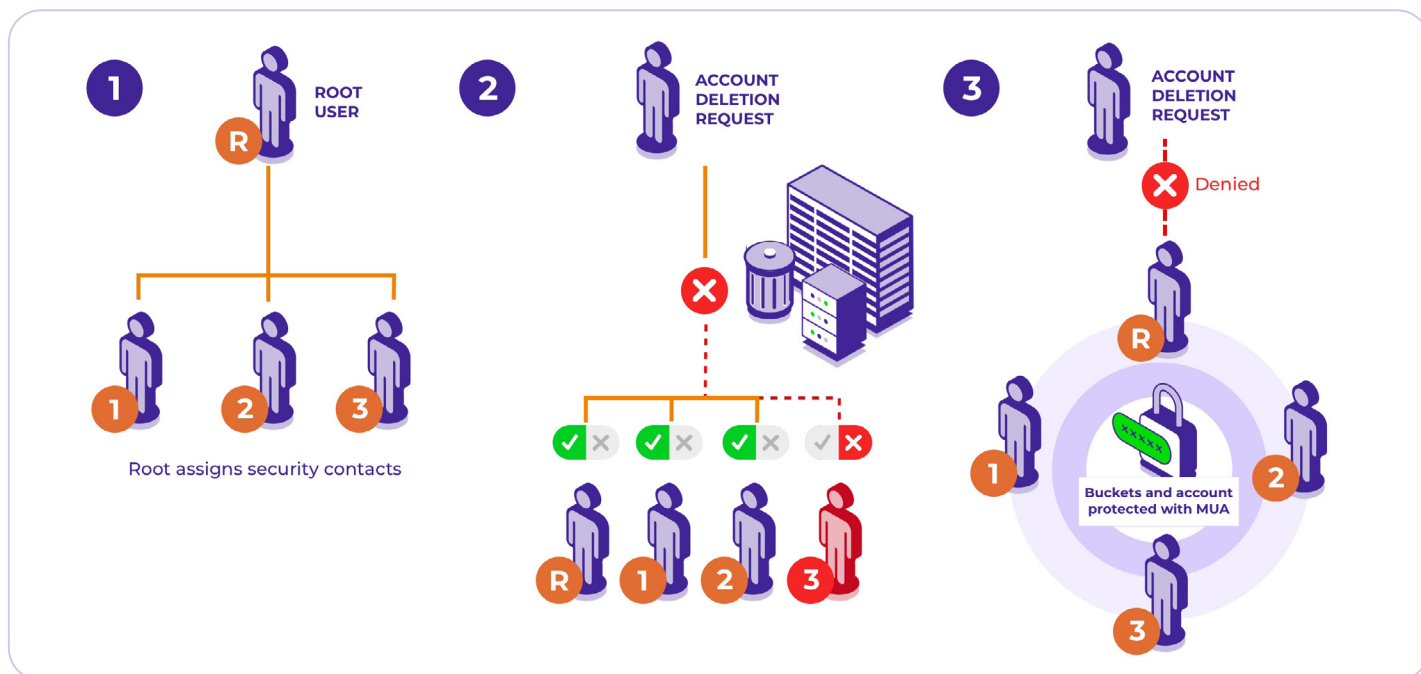 1
ROOT
USER
R
1
2
3
Root assigns security contacts
2
ACCOUNT
DELETION
REQUEST
R
1
2
3
3
ACCOUNT
DELETION
REQUEST
Denied
R
1
2
xxxxx
Buckets and account
protected with MUA
3